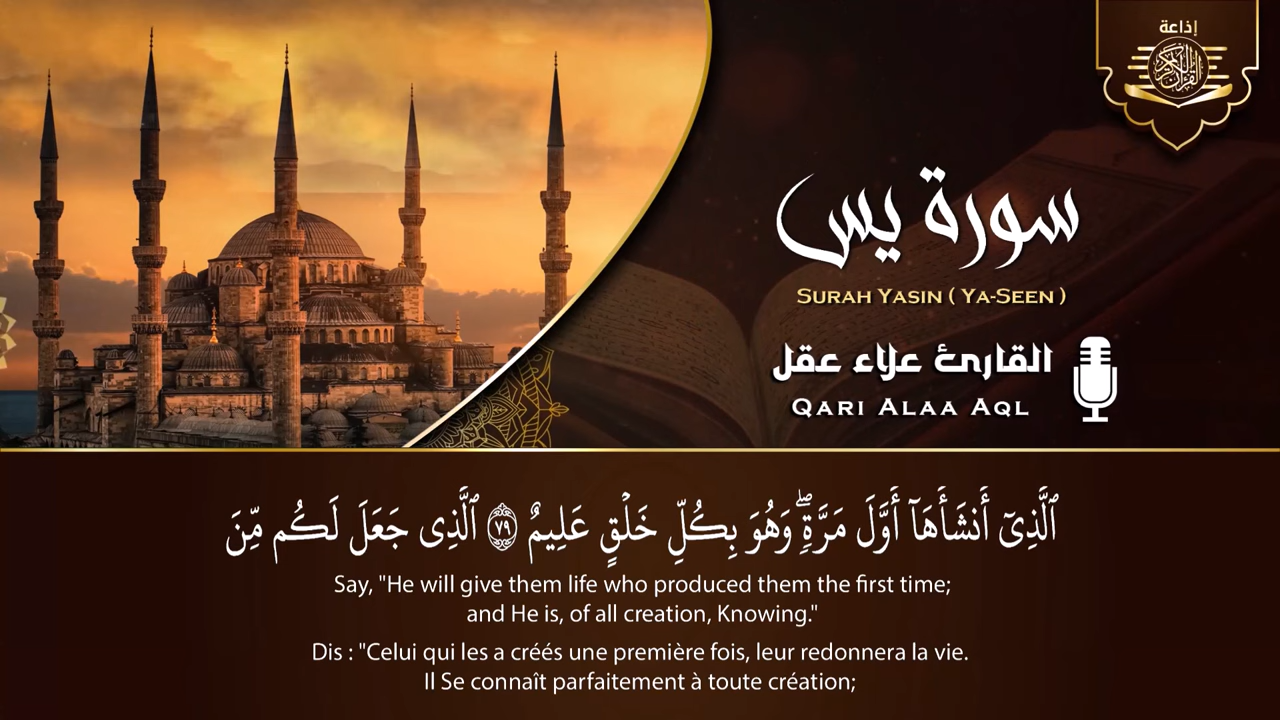 إذاعة
القرآن الكريم
سورة يس
SURAH YASIN ( YA-SEEN )
القارئ علاء عقل
QARI ALAA AQL
ٱلَّذِىٓ أَنشَأَهَآ أَوَّلَ مَرَّةٍۢ ۖ وَهُوَ بِكُلِّ خَلْقٍ عَلِيمٌ ٧٩ ٱلَّذِى جَعَلَ لَكُم مِّنَ
Say, "He will give them life who produced them the first time;
and He is, of all creation, Knowing."
Dis : "Celui qui les a créés une première fois, leur redonnera la vie.
Il Se connaît parfaitement à toute création;